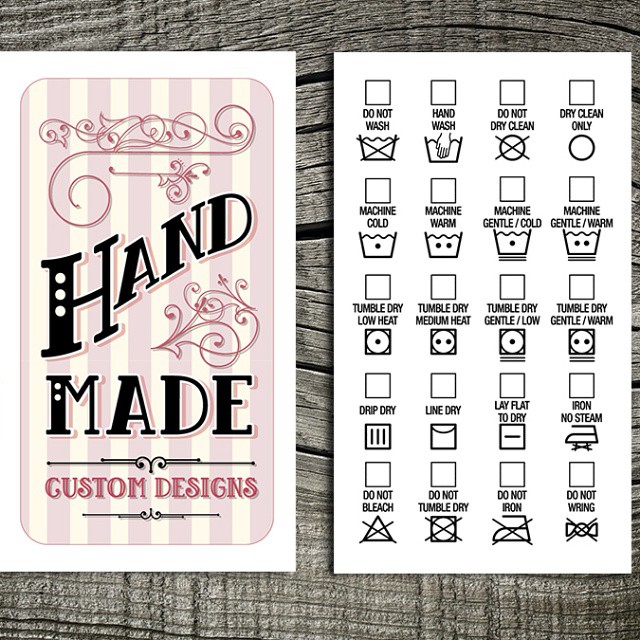 HAND
MADE
CUSTOM DESIGNS
DO NOT
WASH
HAND
WASH
DO NOT
DRY CLEAN
DRY CLEAN
ONLY
MACHINE
COLD
MACHINE
WARM
MACHINE
GENTLE / COLD
MACHINE
GENTLE / WARM
TUMBLE DRY
LOW HEAT
TUMBLE DRY
MEDIUM HEAT
TUMBLE DRY
GENTLE / LOW
TUMBLE DRY
GENTLE / WARM
DRIP DRY
LINE DRY
LAY FLAT
TO DRY
IRON
NO STEAM
DO NOT
BLEACH
DO NOT
TUMBLE DRY
DO NOT
IRON
DO NOT
WRING